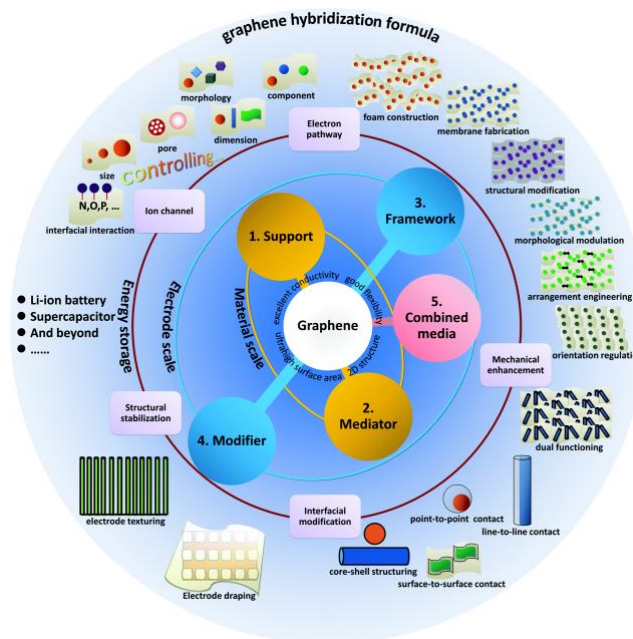 graphene hybridization formula
morphology
component
pore
dimension
size
controlling...
N,O,P, ...
interfacial interaction
Electron
pathway
foam construction
membrane fabrication
structural modification
morphological modulation
arrangement engineering
orientation regulati
Ion channel
1. Support
3. Framework
5.
Combined
media
2.
Mediator
4. Modifier
Graphene
excellent conductivity
good flexibility
ultrahigh surface area
2D structure
Material scale
Electrode scale
Energy storage
● Li-ion battery
● Supercapacitor
● And beyond
● ......
Mechanical
enhancement
Structural
stabilization
Interfacial
modification
dual functioning
electrode texturing
Electrode draping
core-shell structuring
point-to-point contact
line-to-line contact
surface-to-surface contact